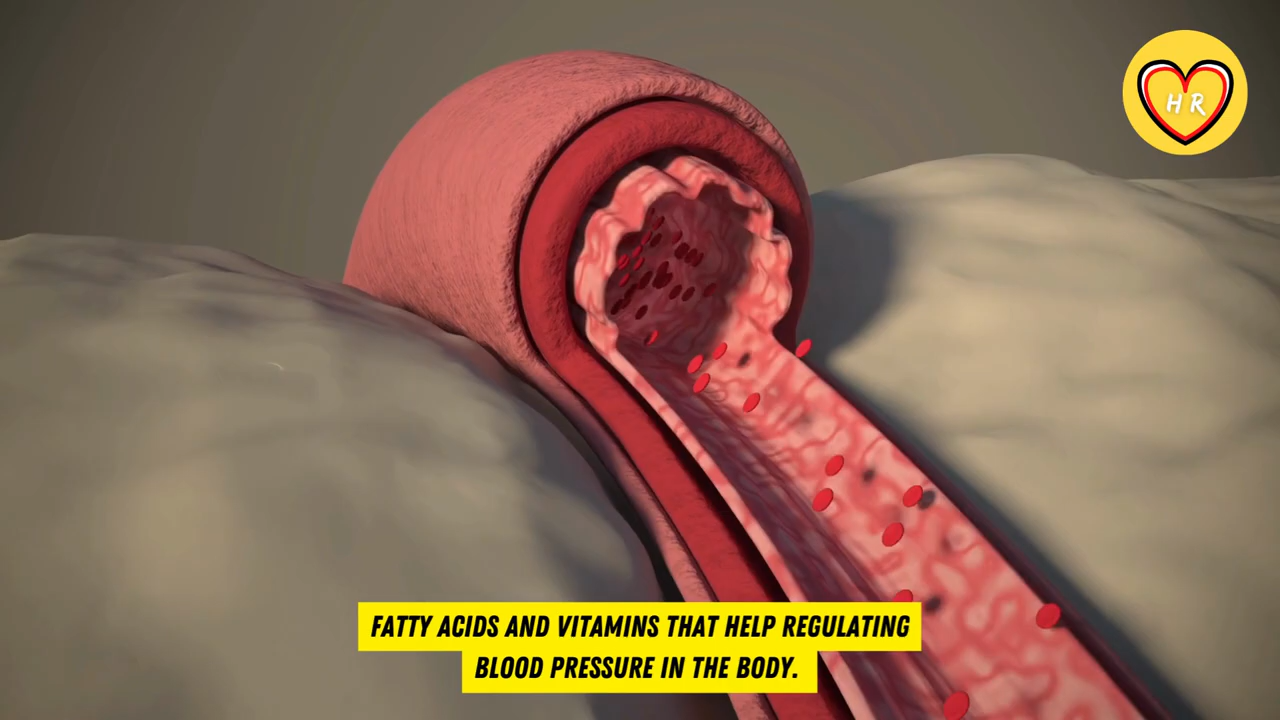 H R
FATTY ACIDS AND VITAMINS THAT HELP REGULATING
BLOOD PRESSURE IN THE BODY.